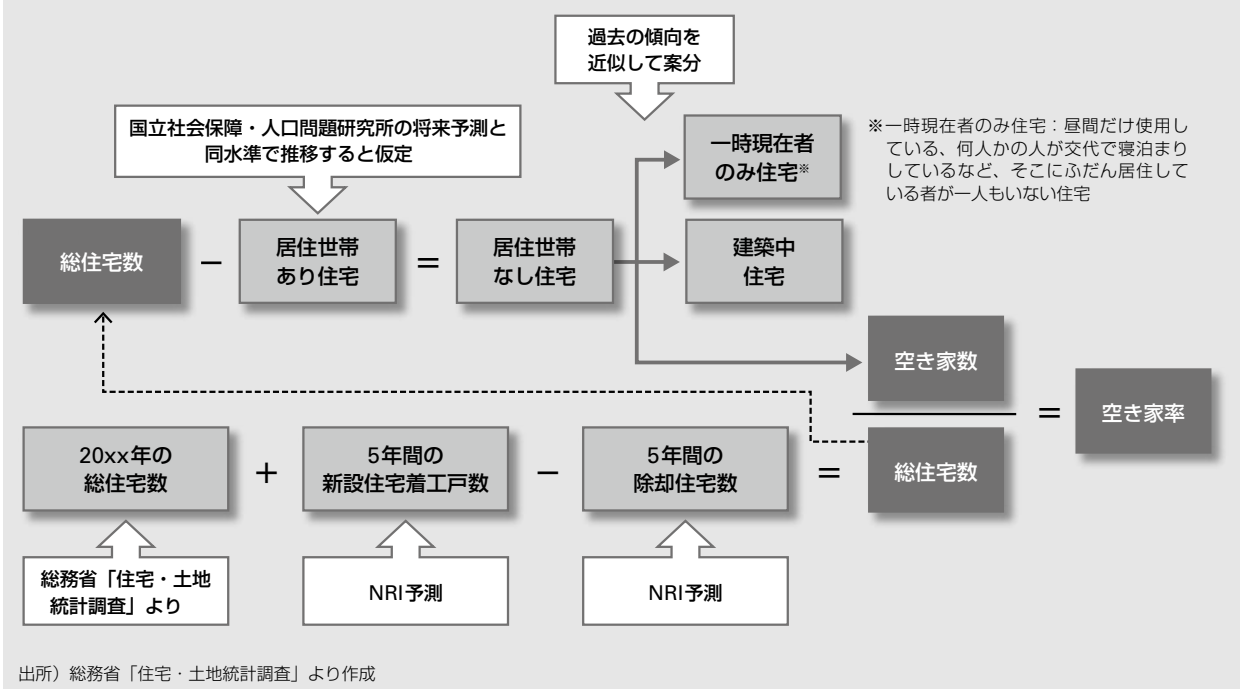 過去の傾向を
近似して案分
国立社会保障・人口問題研究所の将来予測と
同水準で推移すると仮定
一時現在者
のみ住宅※
※一時現在者のみ住宅：昼間だけ使用し
ている、何人かの人が交代で寝泊まり
しているなど、そこにふだん居住して
いる者が一人もいない住宅
総住宅数
−
居住世帯
あり住宅
＝
居住世帯
なし住宅
建築中
住宅
空き家数
＝
空き家率
20xx年の
総住宅数
＋
5年間の
新設住宅着工戸数
−
5年間の
除却住宅数
＝
総住宅数
総務省「住宅・土地
統計調査」より
NRI予測
NRI予測
出所）総務省「住宅・土地統計調査」より作成